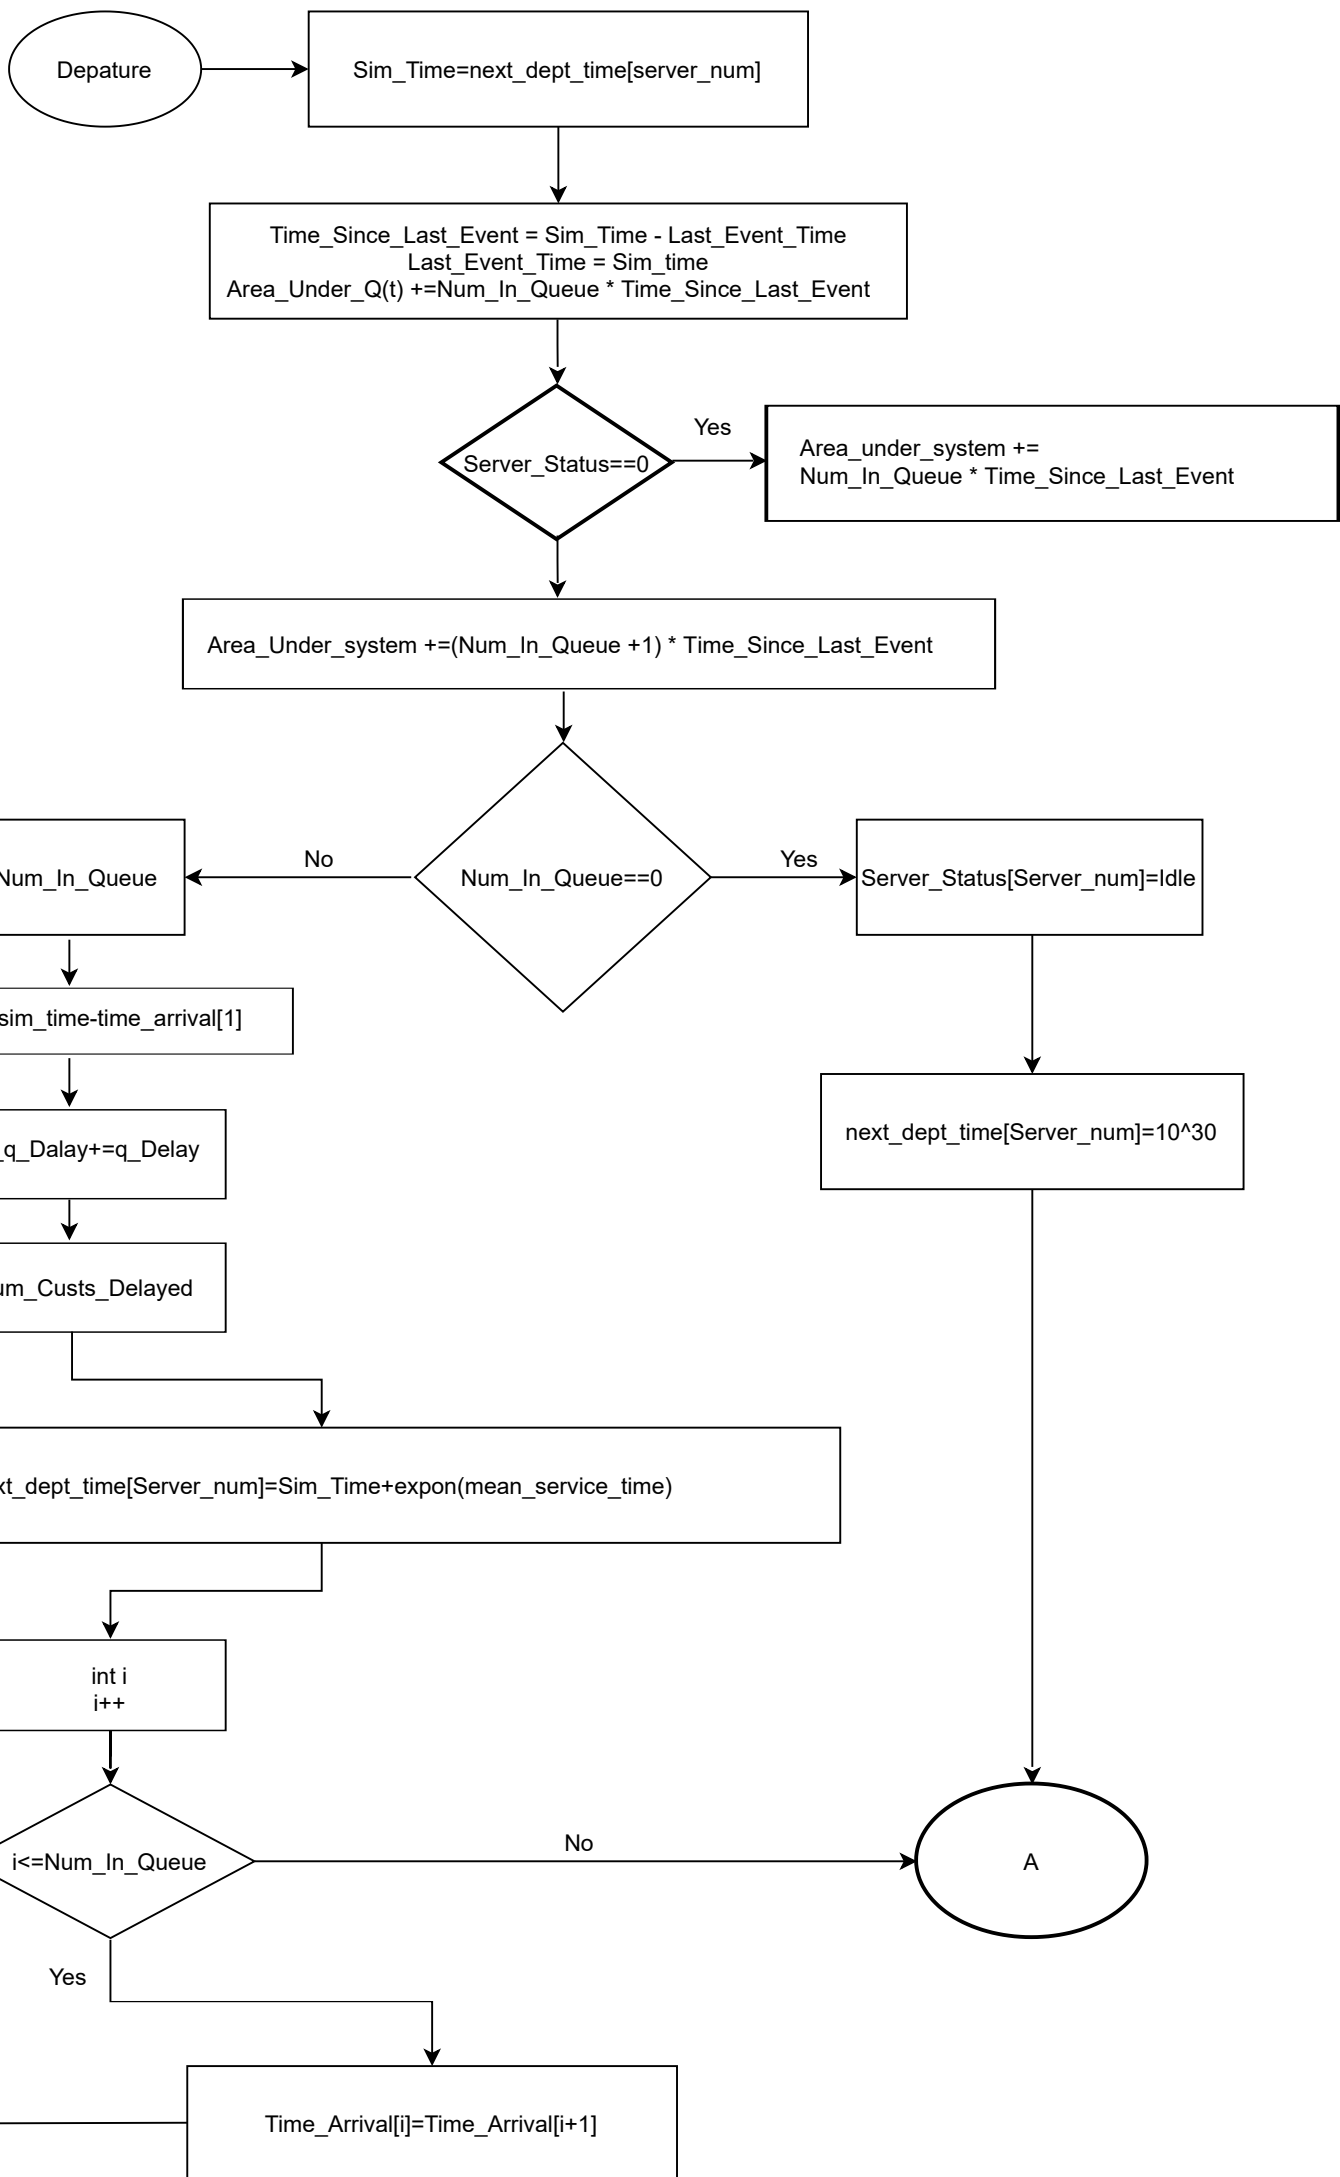 Depature
Sim_Time=next_dept_time[server_num]
Time_Since_Last_Event = Sim_Time - Last_Event_Time
Last_Event_Time = Sim_time
Area_Under_Q(t) +=Num_In_Queue * Time_Since_Last_Event
Server_Status==0
Yes
Area_under_system +=
Num_In_Queue * Time_Since_Last_Event
Area_Under_system +=(Num_In_Queue +1) * Time_Since_Last_Event
Num_In_Queue
No
Num_In_Queue==0
Yes
Server_Status[Server_num]=Idle
sim_time-time_arrival[1]
_q_Dalay+=q_Delay
next_dept_time[Server_num]=10^30
um_Custs_Delayed
xt_dept_time[Server_num]=Sim_Time+expon(mean_service_time)
int i
i++
i<=Num_In_Queue
No
A
Yes
Time_Arrival[i]=Time_Arrival[i+1]